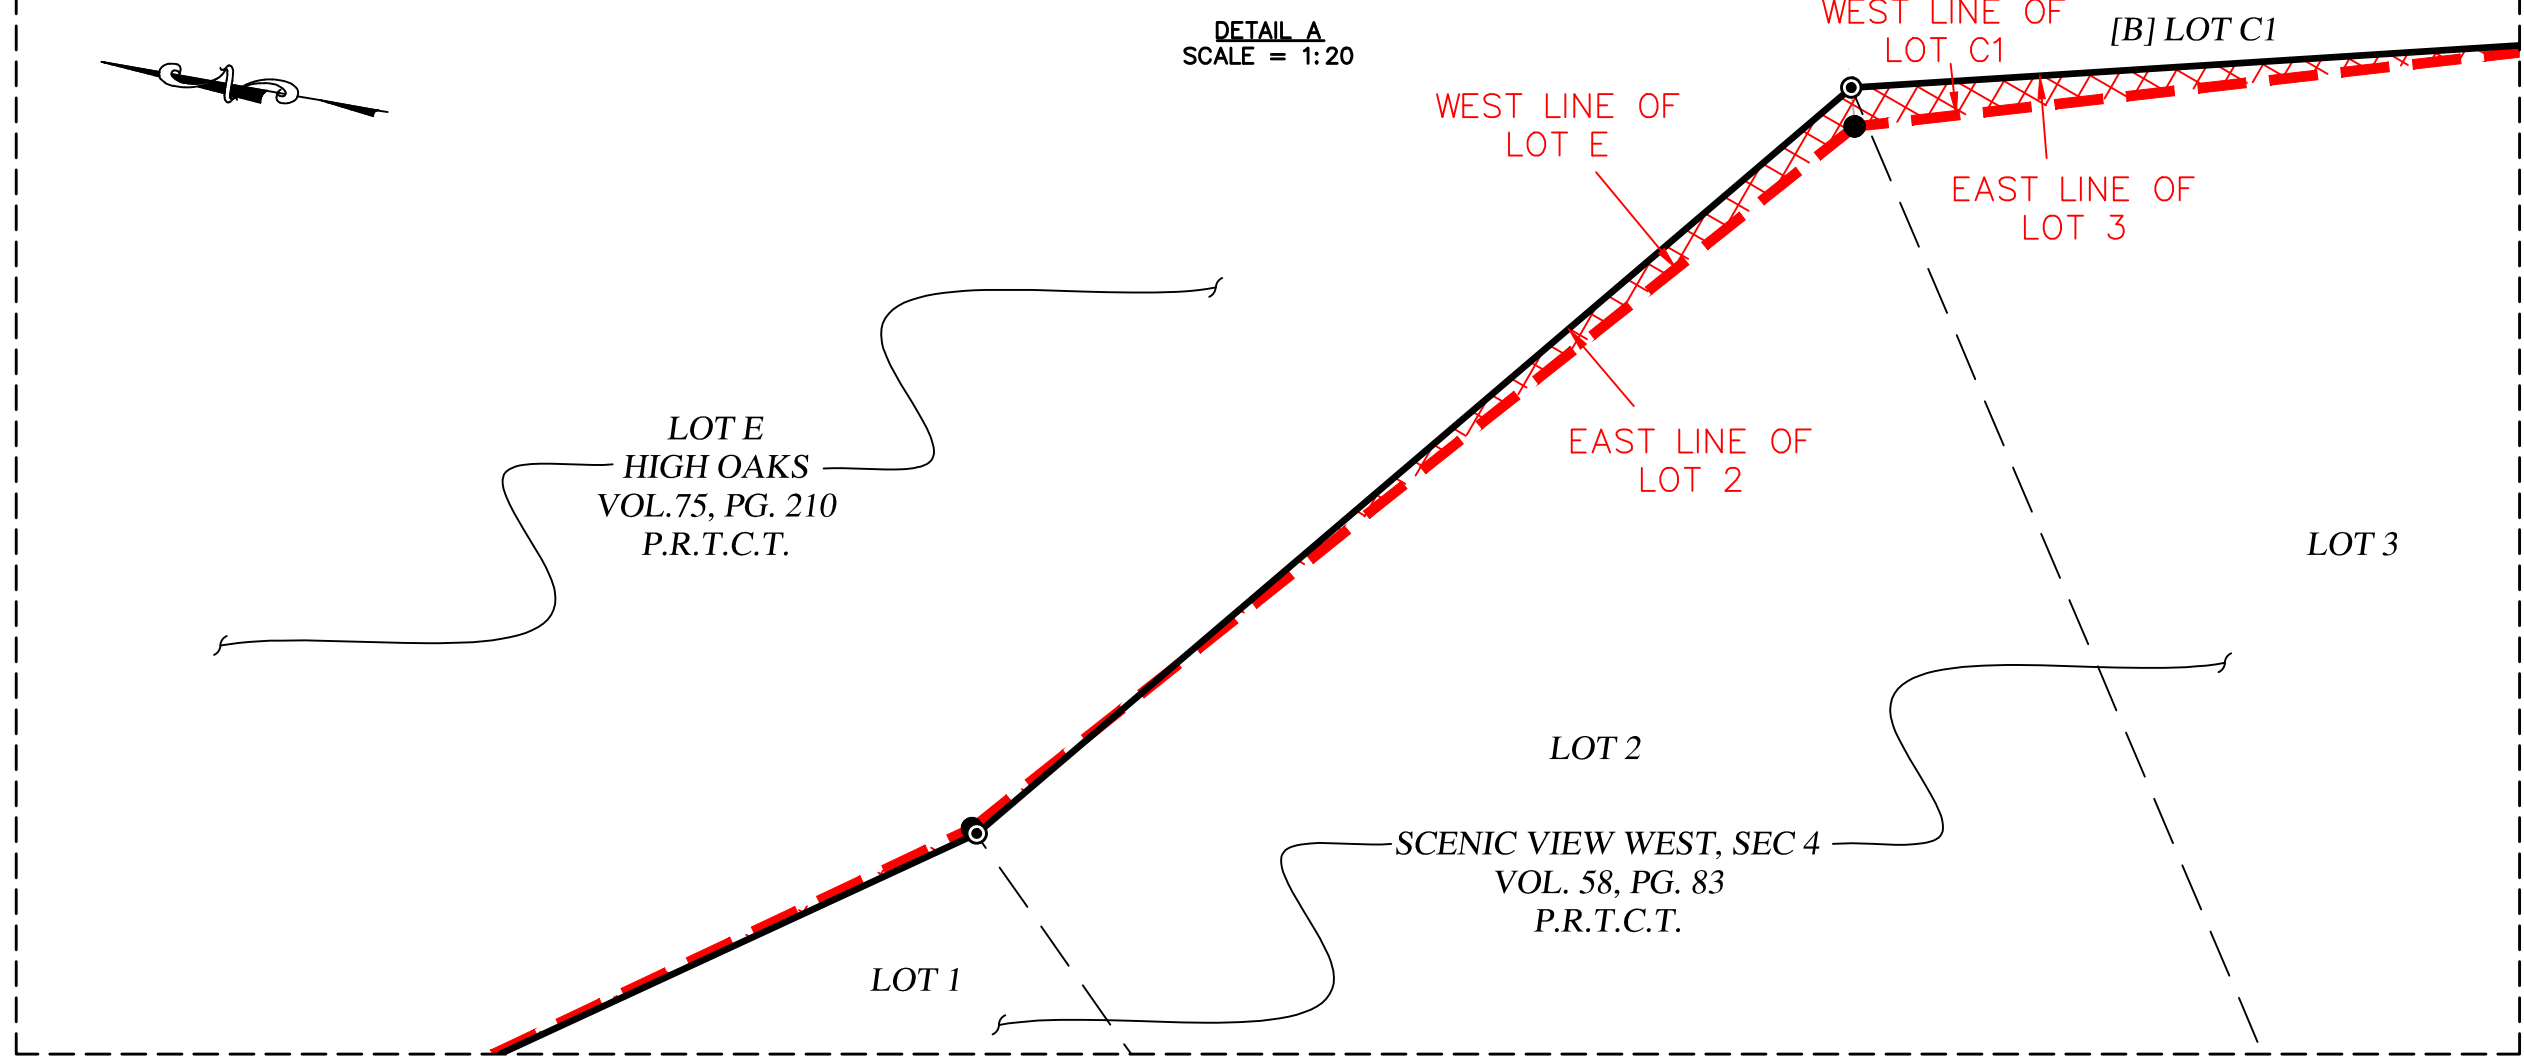 DETAIL A
SCALE = 1:20
WEST LINE OF
LOT C1
[B] LOT C1
WEST LINE OF
LOT E
EAST LINE OF
LOT 3
EAST LINE OF
LOT 2
LOT E
HIGH OAKS
VOL.75, PG. 210
P.R.T.C.T.
LOT 3
LOT 2
SCENIC VIEW WEST, SEC 4
VOL. 58, PG. 83
P.R.T.C.T.
LOT 1